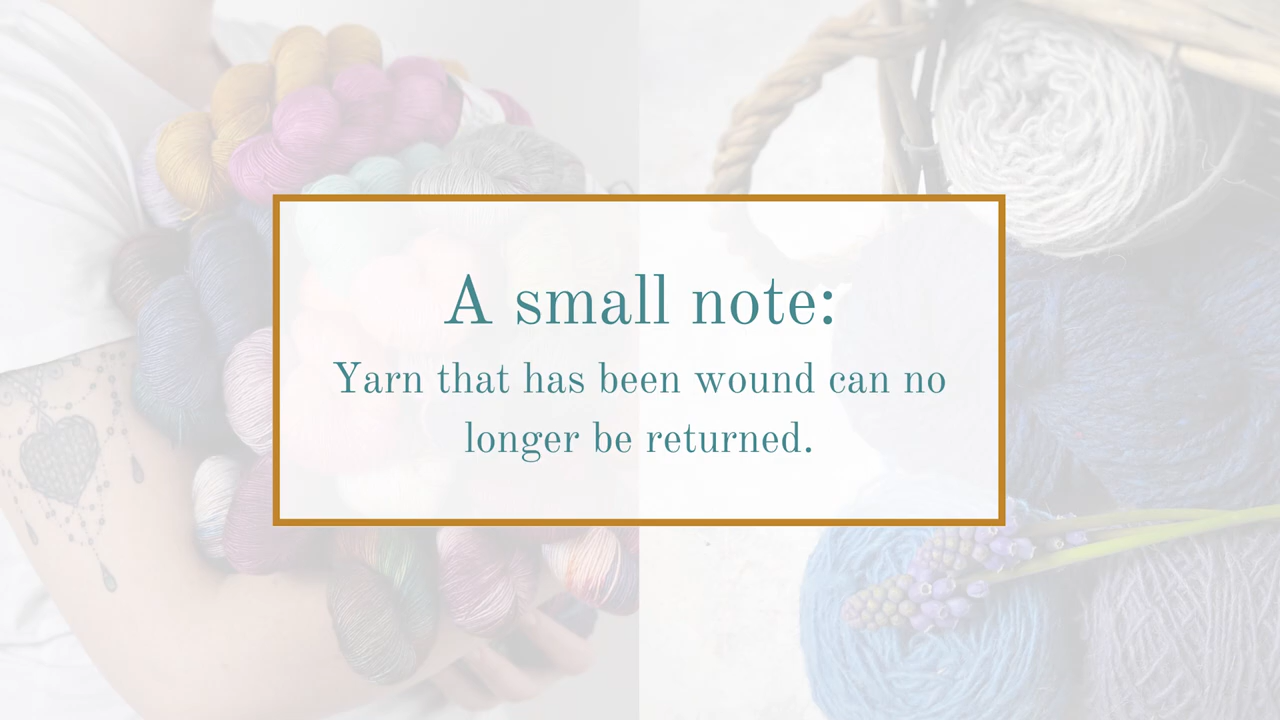 A small note:
Yarn that has been wound can no
longer be returned.